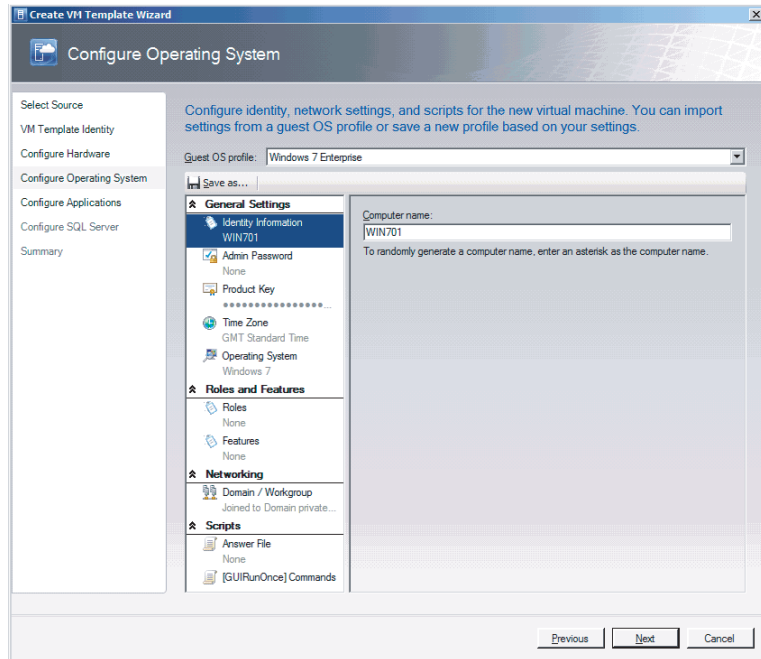 Create VM Template Wizard
Configure Operating System
Select Source
VM Template Identity
Configure Hardware
Configure Operating System
Configure Applications
Configure SQL Server
Summary
Configure identity, network settings, and scripts for the new virtual machine. You can import
settings from a guest OS profile or save a new profile based on your settings.
Guest OS profile: Windows 7 Enterprise
Save as...
General Settings
Identity Information
WIN701
Admin Password
None
Product Key
••••••••••••••••...
Time Zone
GMT Standard Time
Operating System
Windows 7
Roles and Features
Roles
None
Features
None
Networking
Domain / Workgroup
Joined to Domain private...
Scripts
Answer File
None
[GUIRunOnce] Commands
Computer name:
WIN701
To randomly generate a computer name, enter an asterisk as the computer name.
Previous
Next
Cancel